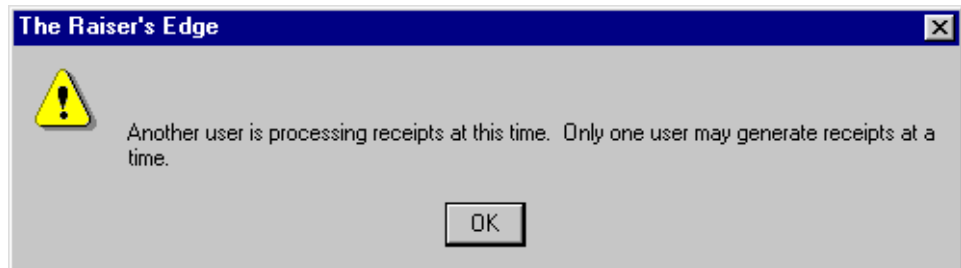 The Raiser's Edge
Another user is processing receipts at this time.  Only one user may generate receipts at a
time.
OK